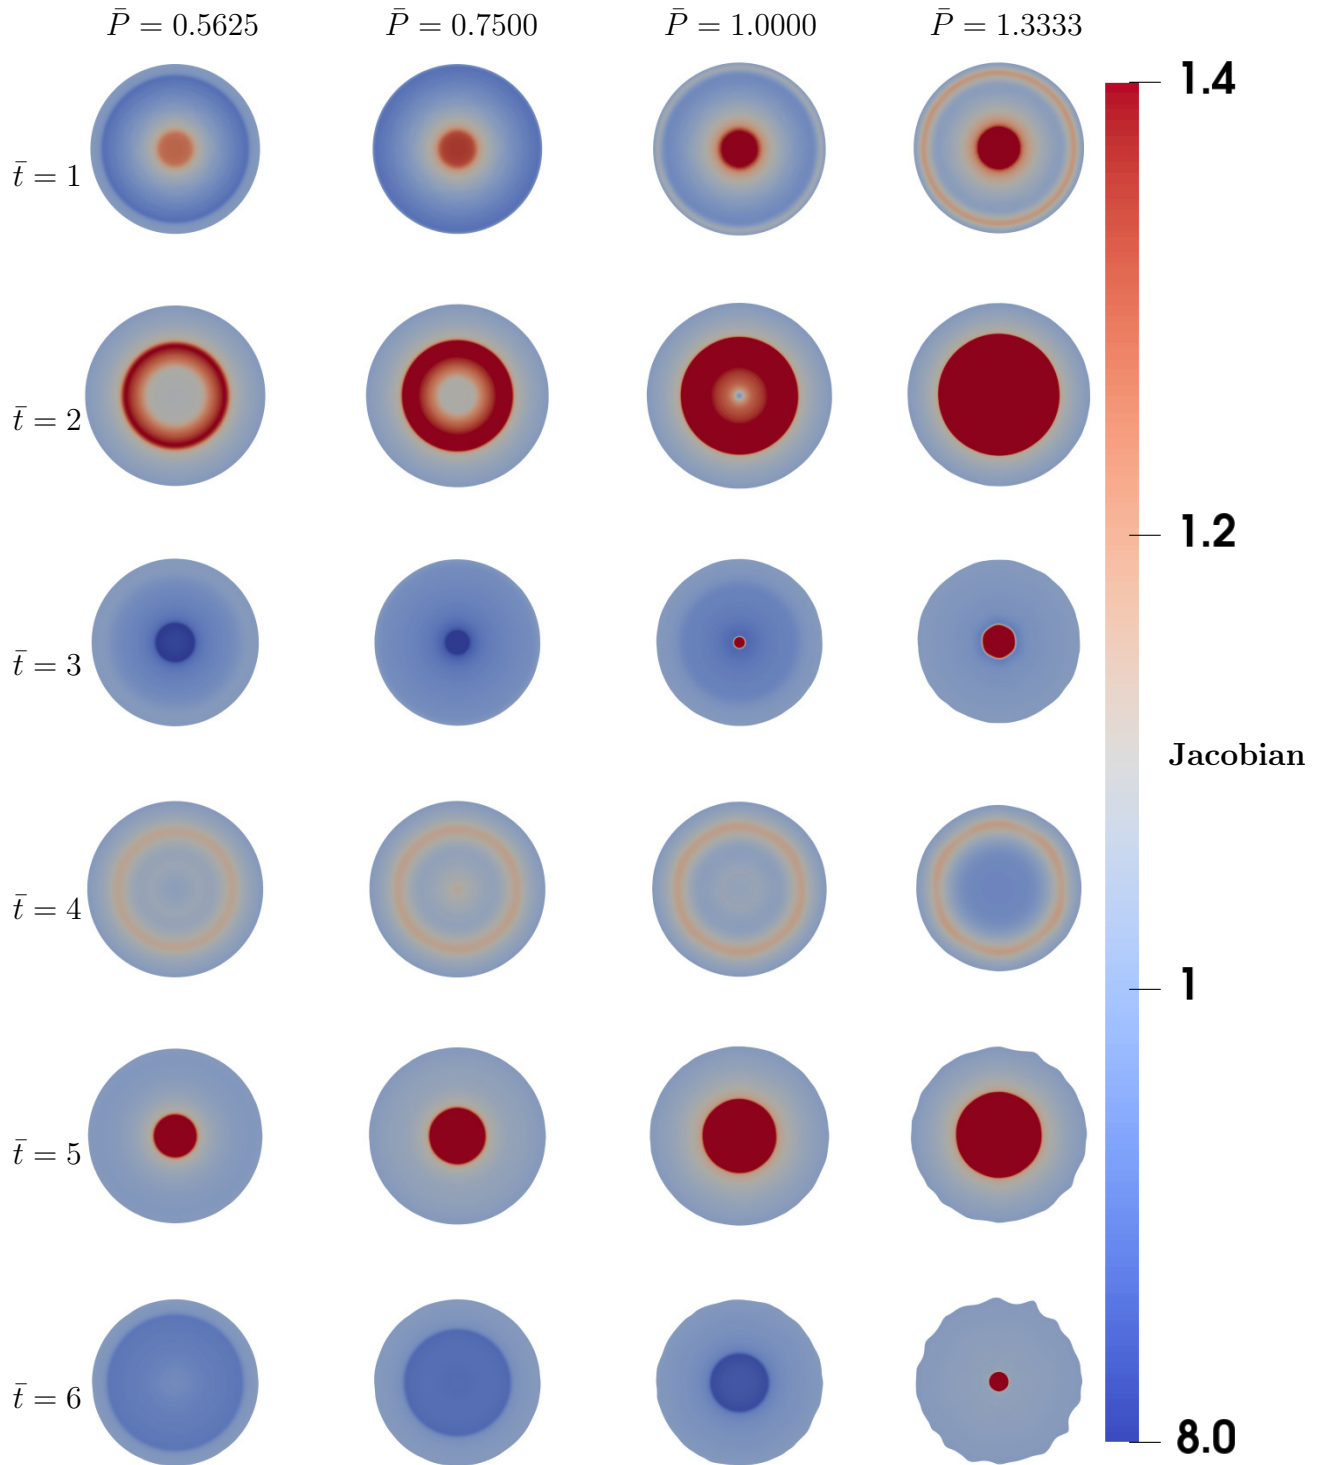 P̄ = 0.5625 P̄ = 0.7500 P̄ = 1.0000 P̄ = 1.3333
1.4
t̄ = 1
t̄ = 2
1.2
t̄ = 3
Jacobian
t̄ = 4
1
t̄ = 5
t̄ = 6
8.0